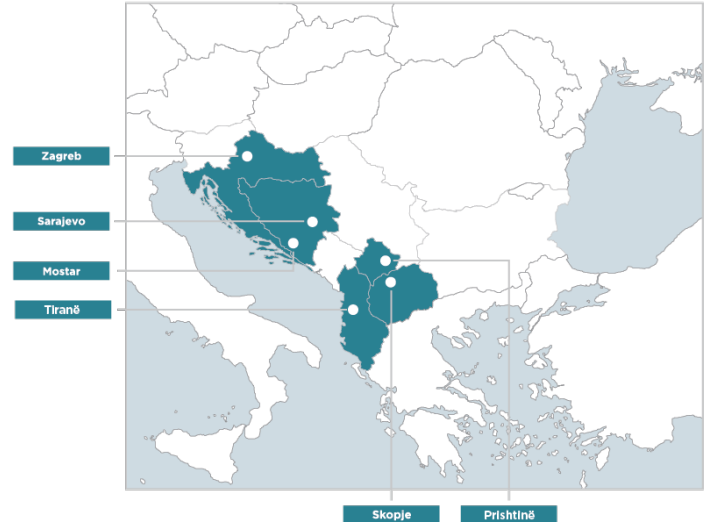 Zagreb
Sarajevo
Mostar
Tiranë
Skopje
Prishtinë